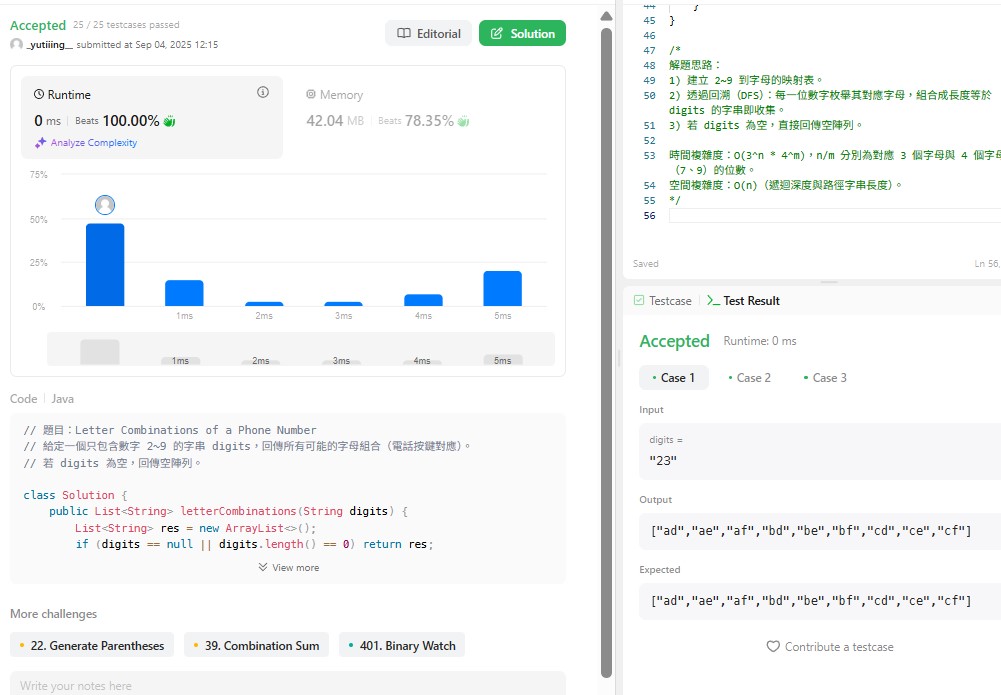 Accepted 25 / 25 testcases passed
_yutiiing__ submitted at Sep 04, 2025 12:15
Editorial
Solution
Runtime
0 ms | Beats 100.00%
Analyze Complexity
Memory
42.04 MB | Beats 78.35%
75%
50%
25%
0%
1ms 2ms 3ms 4ms 5ms
1ms 2ms 3ms 4ms 5ms
Code | Java
// 題目：Letter Combinations of a Phone Number
// 給定一個只包含數字 2~9 的字串 digits，回傳所有可能的字母組合（電話按鍵對應）。
// 若 digits 為空，回傳空陣列。
class Solution {
public List<String> letterCombinations(String digits) {
List<String> res = new ArrayList<>();
if (digits == null || digits.length() == 0) return res;
View more
More challenges
22. Generate Parentheses
39. Combination Sum
401. Binary Watch
Write your notes here
44 }
45 }
46
47 /*
48 解題思路：
49 1) 建立 2~9 到字母的映射表。
50 2) 透過回溯（DFS）：每一位數字枚舉其對應字母，組合成長度等於
digits 的字串即收集。
51 3) 若 digits 為空，直接回傳空陣列。
52
53 時間複雜度：O(3^n * 4^m)，n/m 分別為對應 3 個字母與 4 個字母
（7、9）的位數。
54 空間複雜度：O(n)（遞迴深度與路徑字串長度）。
55 */
56
Saved
Ln 56,
Testcase | Test Result
Accepted Runtime: 0 ms
Case 1
Case 2
Case 3
Input
digits =
"23"
Output
["ad","ae","af","bd","be","bf","cd","ce","cf"]
Expected
["ad","ae","af","bd","be","bf","cd","ce","cf"]
Contribute a testcase